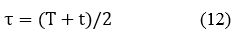 τ = (T + t)/2 (12)